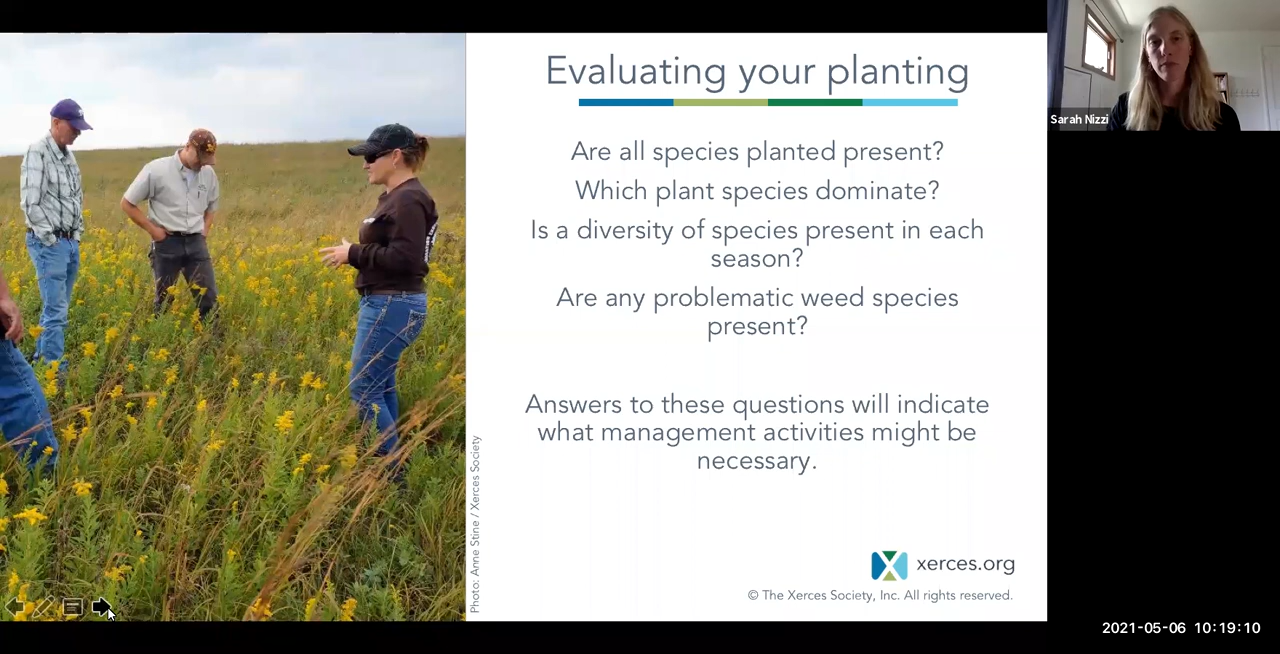 Evaluating your planting
Are all species planted present?
Which plant species dominate?
Is a diversity of species present in each
season?
Are any problematic weed species
present?
Answers to these questions will indicate
what management activities might be
necessary.
Photo: Anne Stine / Xerces Society
xerces.org
© The Xerces Society, Inc. All rights reserved.
Sarah Nizzi
2021-05-06 10:19:10